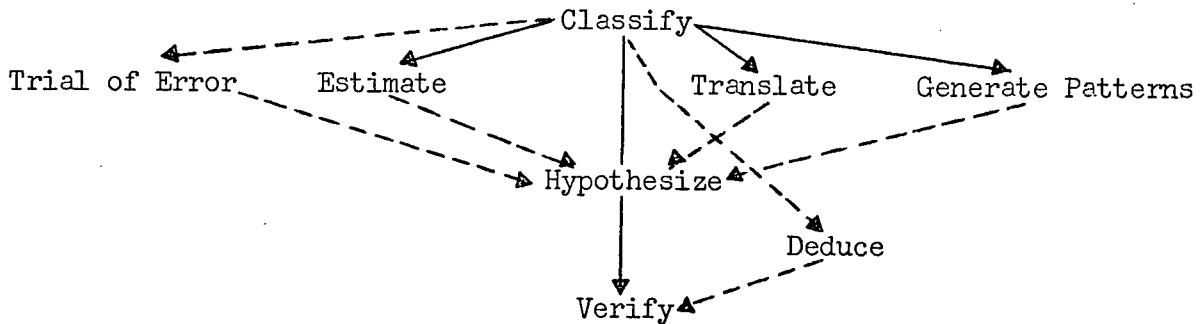 Classify
Trial of Error Estimate Translate Generate Patterns
Hypothesize
Deduce
Verify